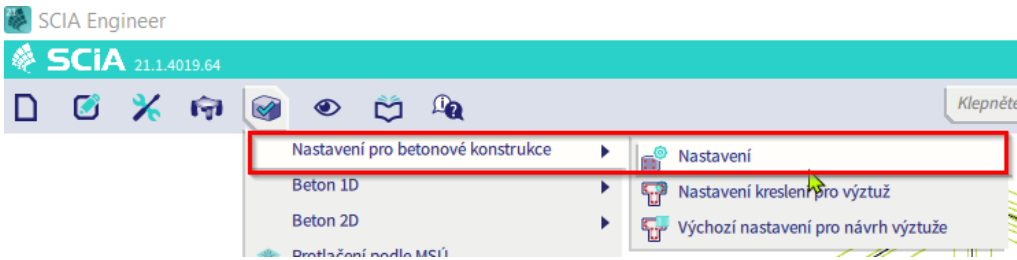 SCIA Engineer
SCiA 21.1.4019.64
Klepněte
Nastavení pro betonové konstrukce
Nastavení
Beton 1D
Nastavení kreslení pro výztuž
Beton 2D
Výchozí nastavení pro návrh výztuže
Protlačení podle MSÚ